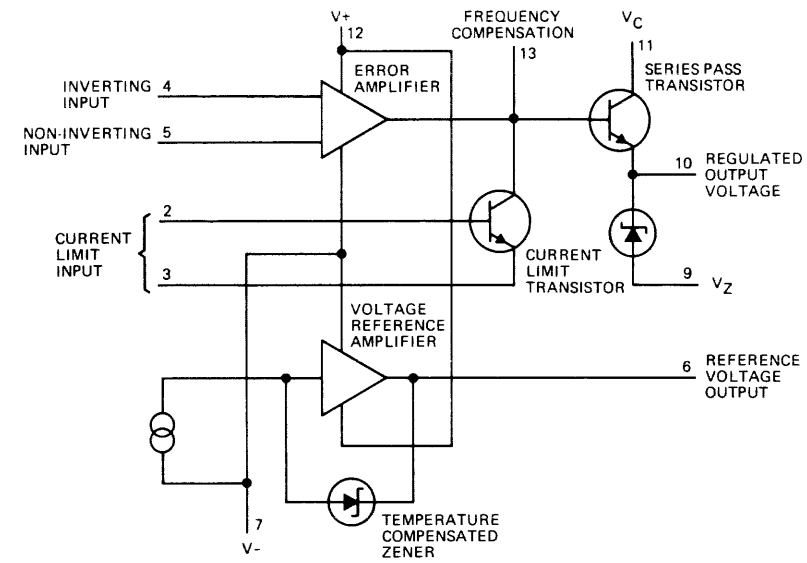 V+
12
FREQUENCY
COMPENSATION
13
VC
11
ERROR
AMPLIFIER
SERIES PASS
TRANSISTOR
INVERTING
INPUT
4
NON-INVERTING
INPUT
5
10
REGULATED
OUTPUT
VOLTAGE
2
CURRENT
LIMIT
INPUT
3
CURRENT
LIMIT
TRANSISTOR
9
VZ
VOLTAGE
REFERENCE
AMPLIFIER
6
REFERENCE
VOLTAGE
OUTPUT
7
V-
TEMPERATURE
COMPENSATED
ZENER